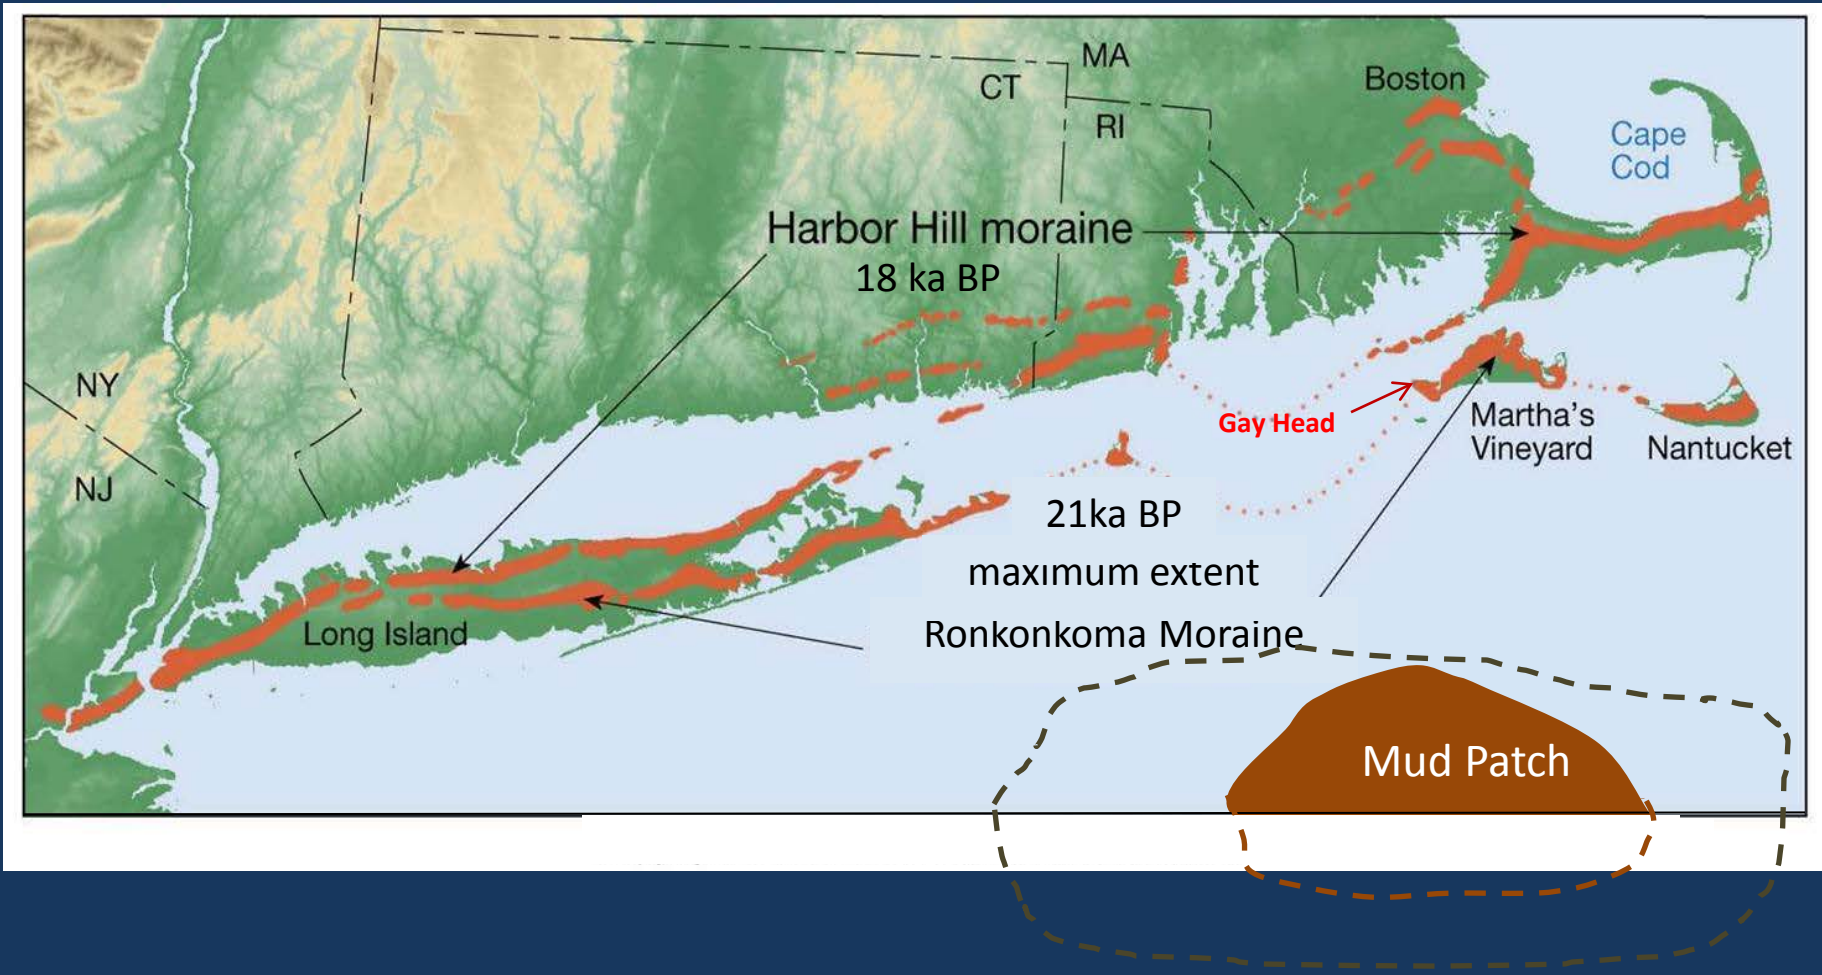 MA
CT
RI
Boston
Cape
Cod
Harbor Hill moraine
18 ka BP
NY
NJ
Gay Head
Martha's
Vineyard
Nantucket
21ka BP
maximum extent
Ronkonkoma Moraine
Long Island
Mud Patch